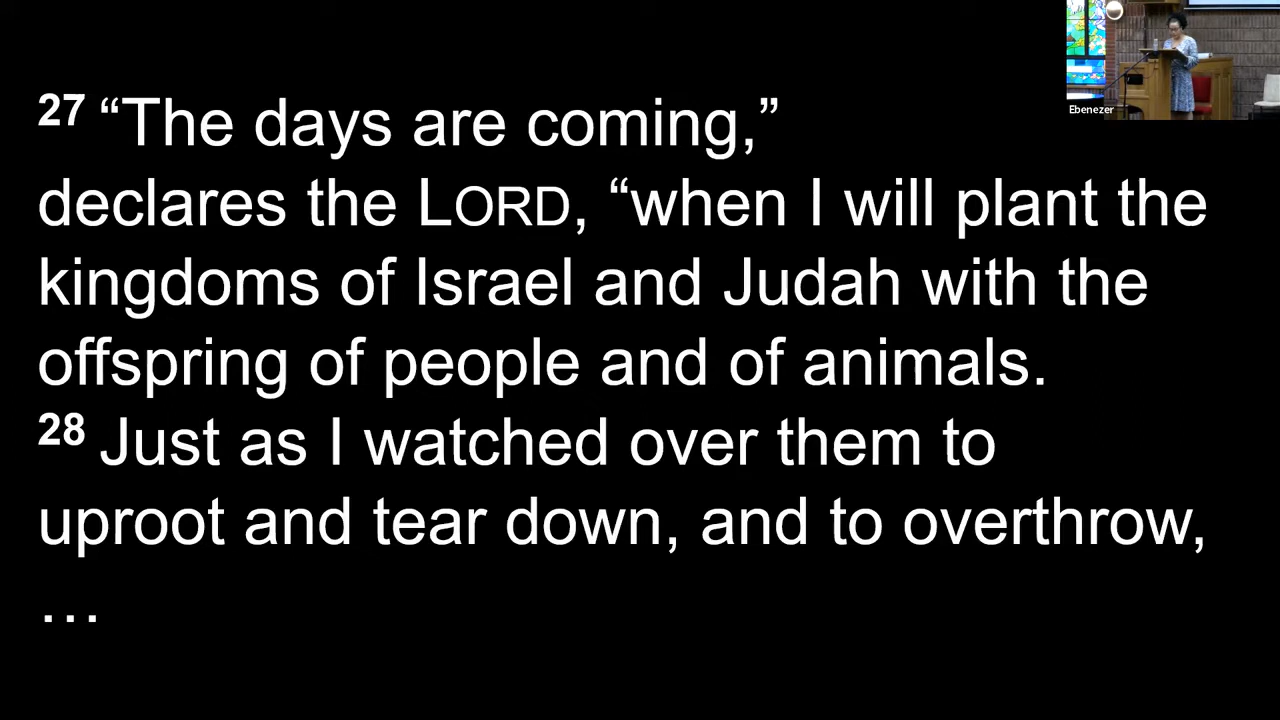 27 “The days are coming,”
declares the LORD, “when I will plant the
kingdoms of Israel and Judah with the
offspring of people and of animals.
28 Just as I watched over them to
uproot and tear down, and to overthrow,
…
Ebenezer